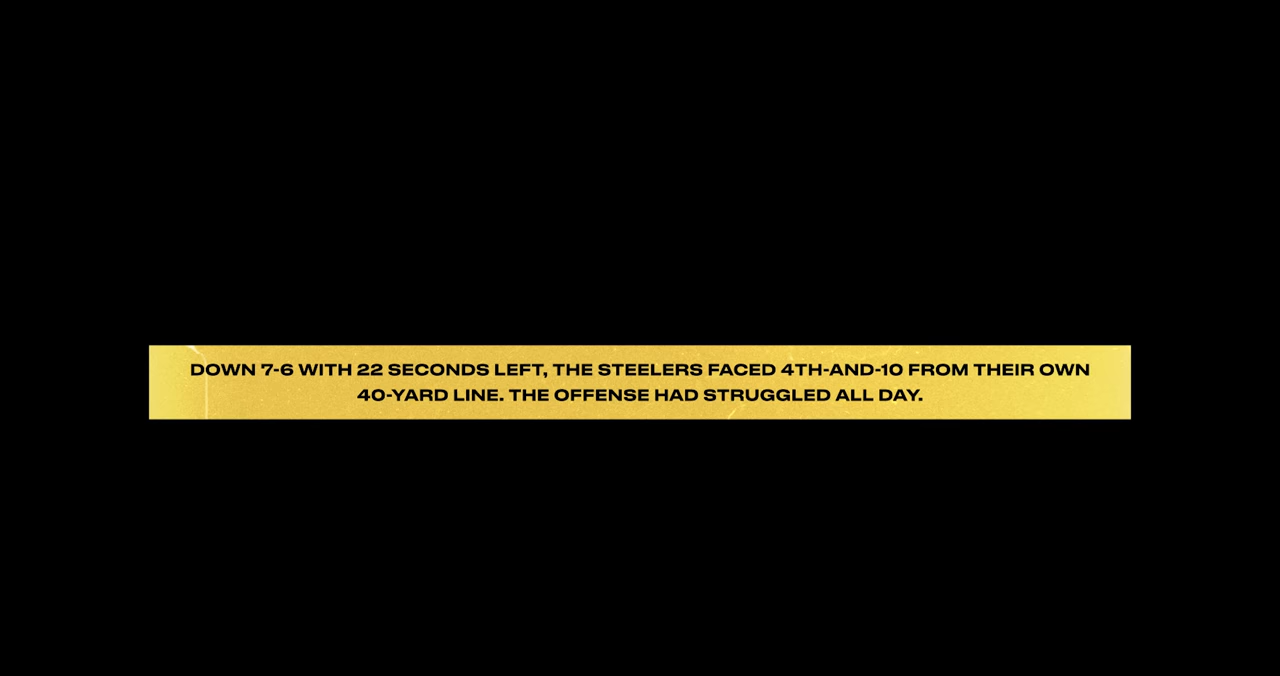 DOWN 7-6 WITH 22 SECONDS LEFT, THE STEELERS FACED 4TH-AND-10 FROM THEIR OWN
40-YARD LINE. THE OFFENSE HAD STRUGGLED ALL DAY.